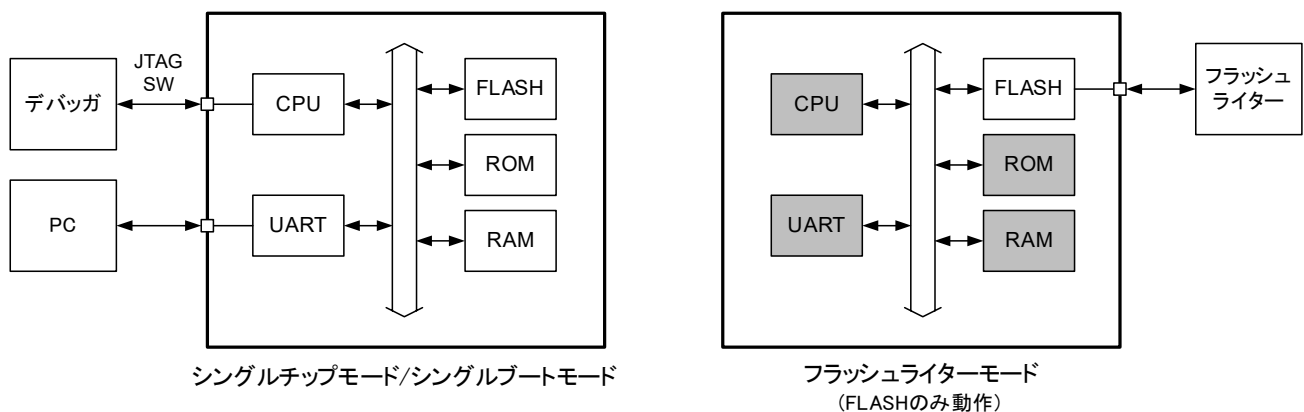 デバッガ
JTAG
SW
CPU
FLASH
ROM
PC
UART
RAM
シングルチップモード/シングルブートモード
CPU
FLASH
フラッシュ
ライター
ROM
UART
RAM
フラッシュライターモード
(FLASHのみ動作)